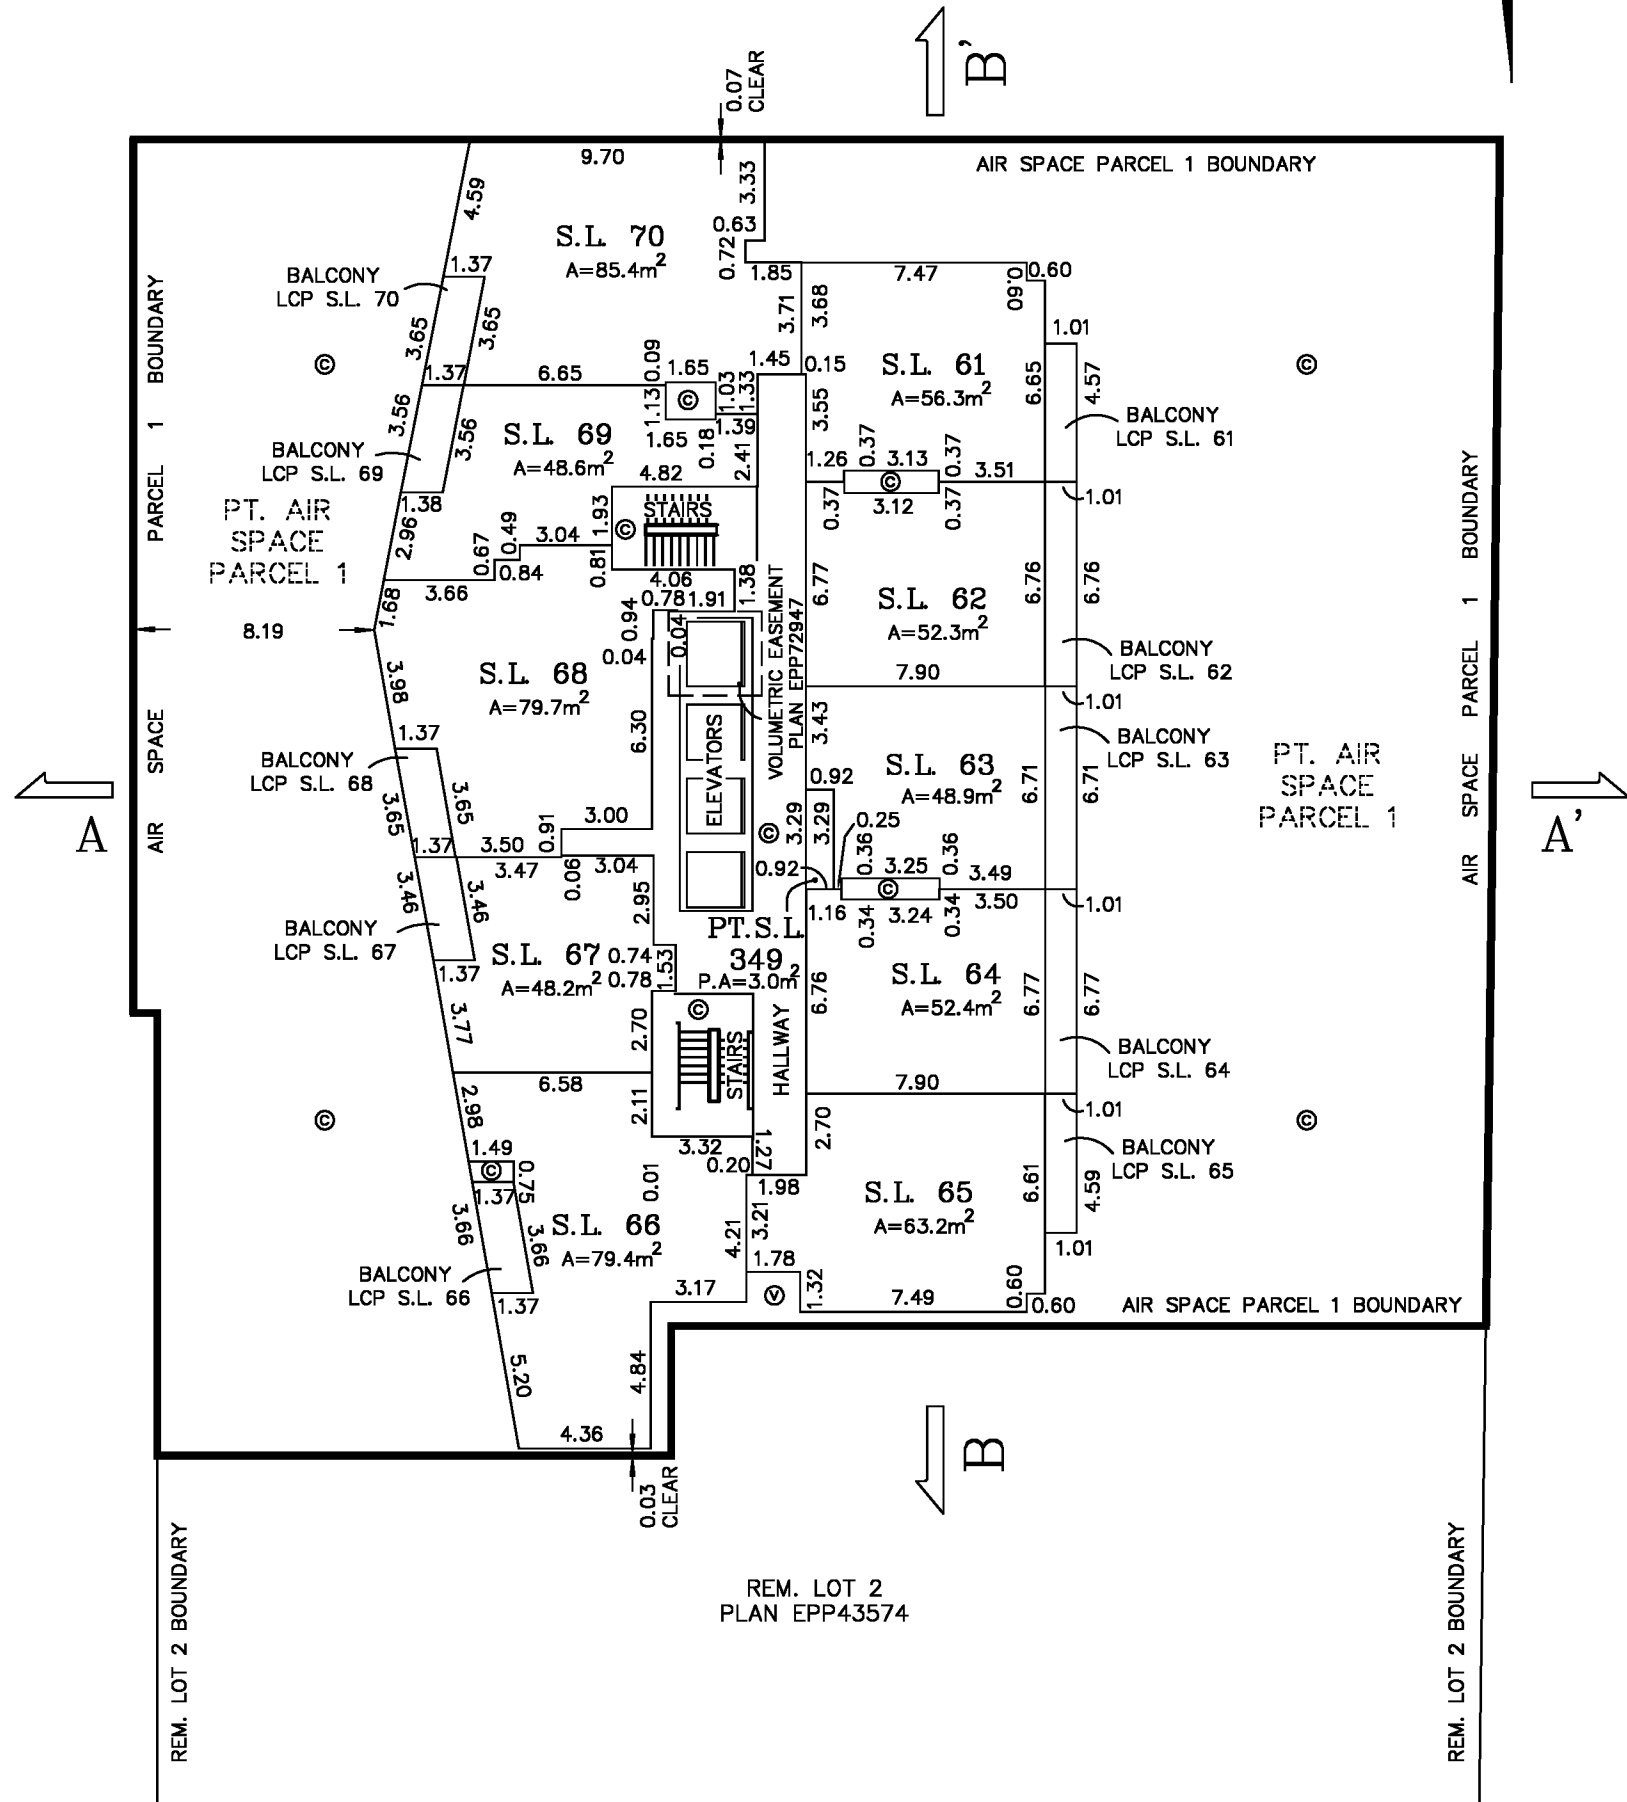 B'
0.07
CLEAR
9.70
AIR SPACE PARCEL 1 BOUNDARY
3.33
4.59
0.63
S.L. 70
A=85.4m2
0.72
1.85
7.47
0.60
0.60
1.37
BALCONY
LCP S.L. 70
3.65
3.65
3.71
3.68
1.01
AIR SPACE PARCEL 1 BOUNDARY
©
1.37
6.65
0.09
1.65
1.45
0.15
S.L. 61
A=56.3m2
6.65
4.57
©
1.13
©
1.03
1.33
3.55
BALCONY
LCP S.L. 61
3.56
3.56
S.L. 69
A=48.6m2
1.65
0.18
1.39
2.41
BALCONY
LCP S.L. 69
4.82
1.26
0.37
3.13
0.37
3.51
©
0.37
3.12
0.37
1.01
1.38
PT. AIR
SPACE
PARCEL 1
2.96
0.67
0.49
3.04
1.93
©
STAIRS
0.84
0.81
3.66
4.06
1.38
1.68
0.78
1.91
0.94
0.04
0.04
8.19
6.77
S.L. 62
A=52.3m2
6.76
6.76
BALCONY
LCP S.L. 62
VOLUMETRIC EASEMENT
PLAN EPP72947
7.90
1.01
3.98
S.L. 68
A=79.7m2
6.30
3.43
1.37
BALCONY
LCP S.L. 68
ELEVATORS
S.L. 63
A=48.9m2
6.71
6.71
BALCONY
LCP S.L. 63
PT. AIR
SPACE
PARCEL 1
AIR SPACE PARCEL 1 BOUNDARY
A
A'
3.65
3.65
0.92
3.00
0.91
©
3.29
3.29
0.25
1.37
3.50
3.47
0.06
3.04
0.92
0.36
3.25
0.36
3.49
©
1.16
0.34
3.24
0.34
3.50
1.01
3.46
3.46
2.95
BALCONY
LCP S.L. 67
PT.S.L.
349
P.A=3.0m2
1.37
S.L. 67
A=48.2m2
0.74
0.78
1.53
S.L. 64
A=52.4m2
6.76
6.77
6.77
©
3.77
2.70
STAIRS
HALLWAY
BALCONY
LCP S.L. 64
6.58
7.90
1.01
2.98
2.11
2.70
©
©
3.32
1.27
0.20
BALCONY
LCP S.L. 65
1.49
©
0.75
1.37
0.01
1.98
S.L. 65
A=63.2m2
6.61
4.59
3.66
3.66
S.L. 66
A=79.4m2
4.21
3.21
1.01
BALCONY
LCP S.L. 66
1.78
1.37
3.17
V
1.32
7.49
0.60
0.60
AIR SPACE PARCEL 1 BOUNDARY
5.20
4.84
4.36
0.03
CLEAR
B
REM. LOT 2 BOUNDARY
REM. LOT 2
PLAN EPP43574
REM. LOT 2 BOUNDARY